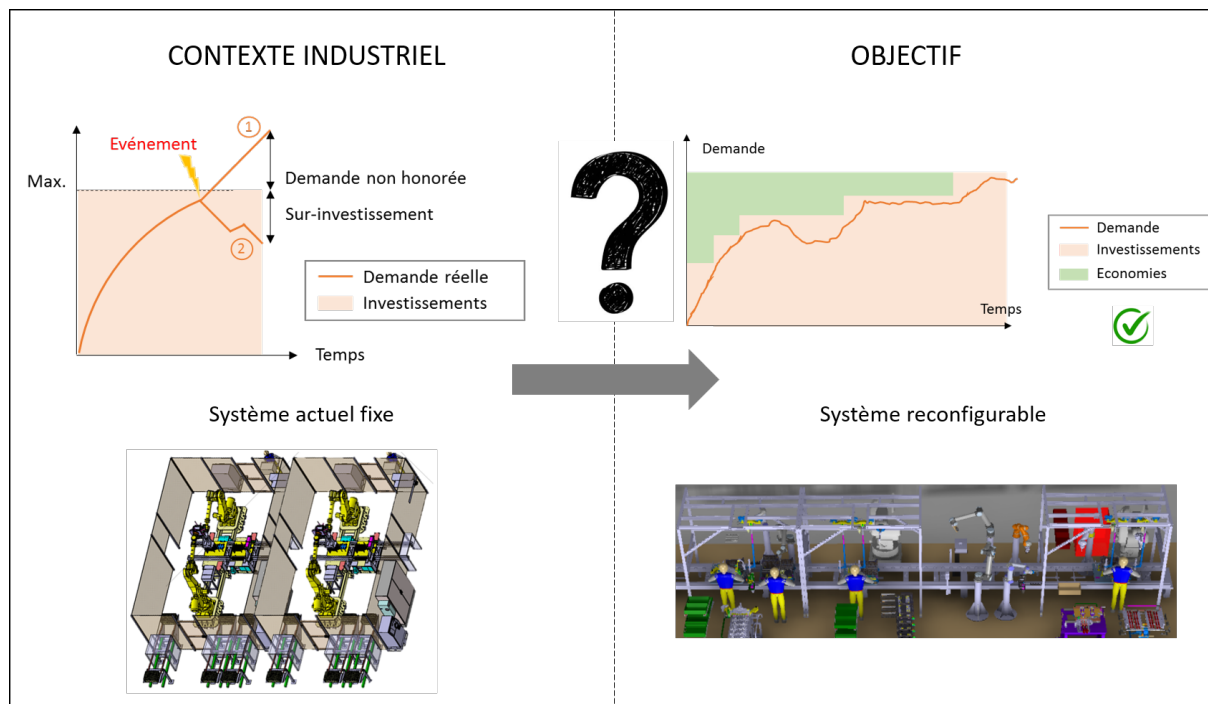 CONTEXTE INDUSTRIEL
Evénement
1
Max.
Demande non honorée
Sur-investissement
2
Demande réelle
Investissements
Temps
Système actuel fixe
?
OBJECTIF
Demande
Demande
Investissements
Economies
Temps
Système reconfigurable